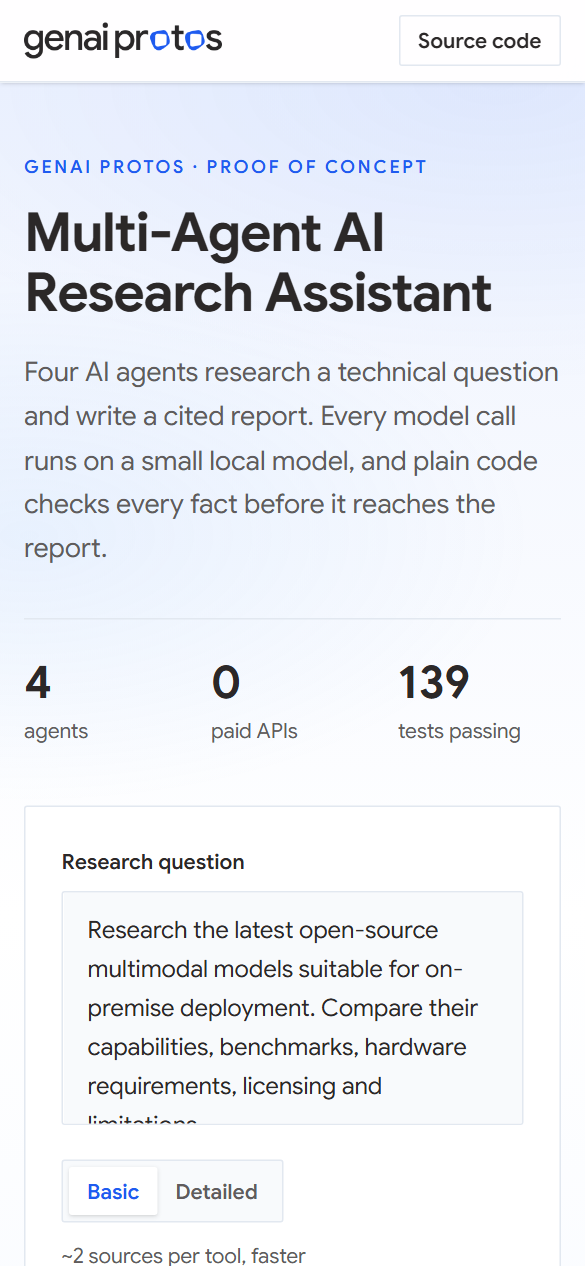 genai protos
Source code
GENAI PROTOS · PROOF OF CONCEPT
Multi-Agent AI
Research Assistant
Four AI agents research a technical question
and write a cited report. Every model call
runs on a small local model, and plain code
checks every fact before it reaches the
report.
4
agents
0
paid APIs
139
tests passing
Research question
Research the latest open-source
multimodal models suitable for on-
premise deployment. Compare their
capabilities, benchmarks, hardware
requirements, licensing and
limitations
Basic
Detailed
~2 sources per tool, faster